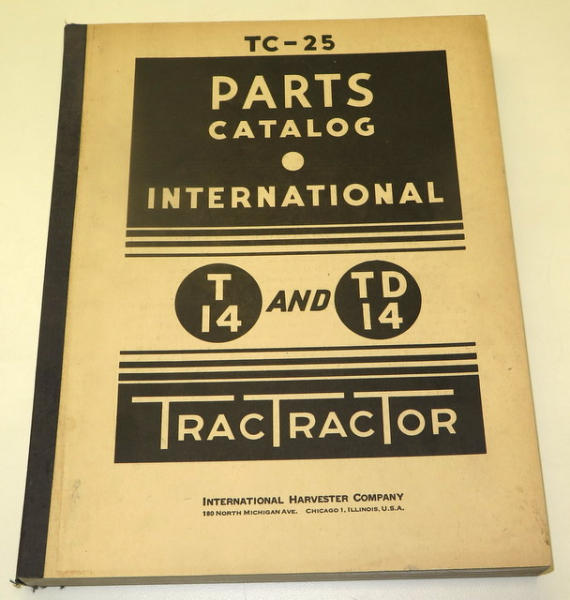 TC-25
PARTS
CATALOG
INTERNATIONAL
T 14 AND TD 14
TRACTRACTOR
INTERNATIONAL HARVESTER COMPANY
180 NORTH MICHIGAN AVE. CHICAGO 1, ILLINOIS, U.S.A.